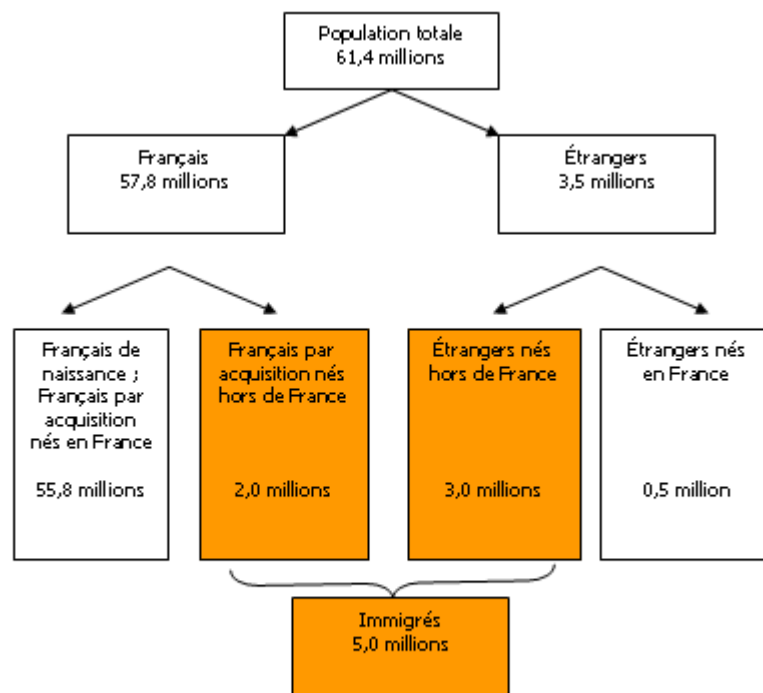 Population totale
61,4 millions
Français
57,8 millions
Étrangers
3,5 millions
Français de
naissance ;
Français par
acquisition
nés en France
55,8 millions
Français par
acquisition nés
hors de France
2,0 millions
Étrangers nés
hors de France
3,0 millions
Étrangers nés
en France
0,5 million
Immigrés
5,0 millions